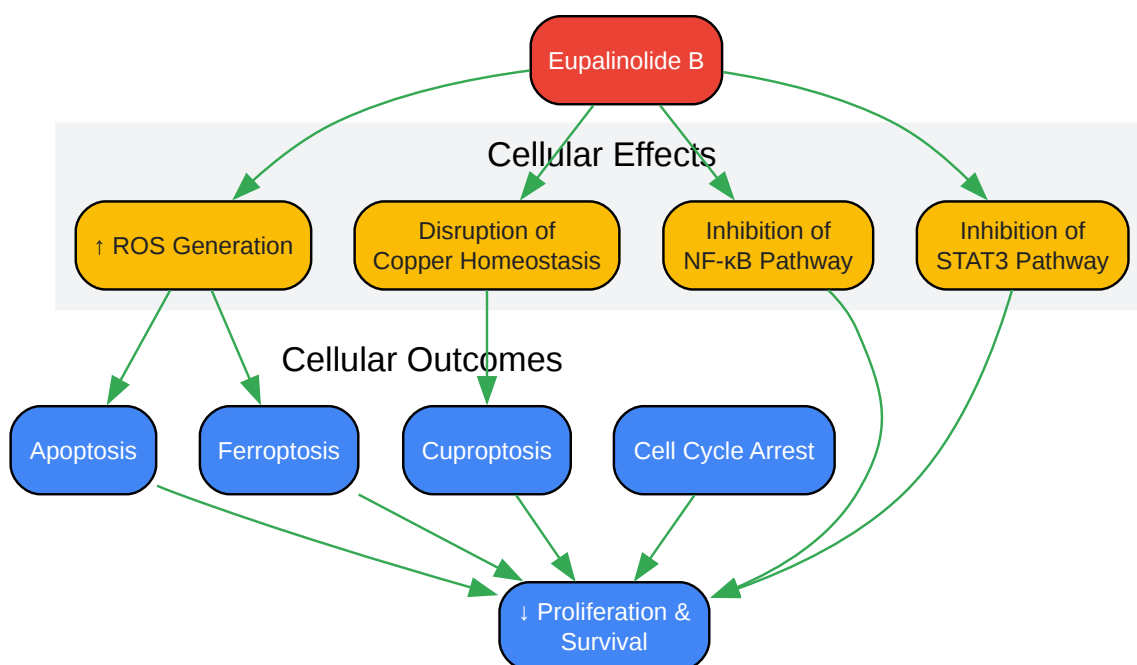 Eupalinolide B
Cellular Effects
↑ ROS Generation
Disruption of
Copper Homeostasis
Inhibition of
NF-κB Pathway
Inhibition of
STAT3 Pathway
Cellular Outcomes
Apoptosis
Ferroptosis
Cuproptosis
Cell Cycle Arrest
↓ Proliferation &
Survival